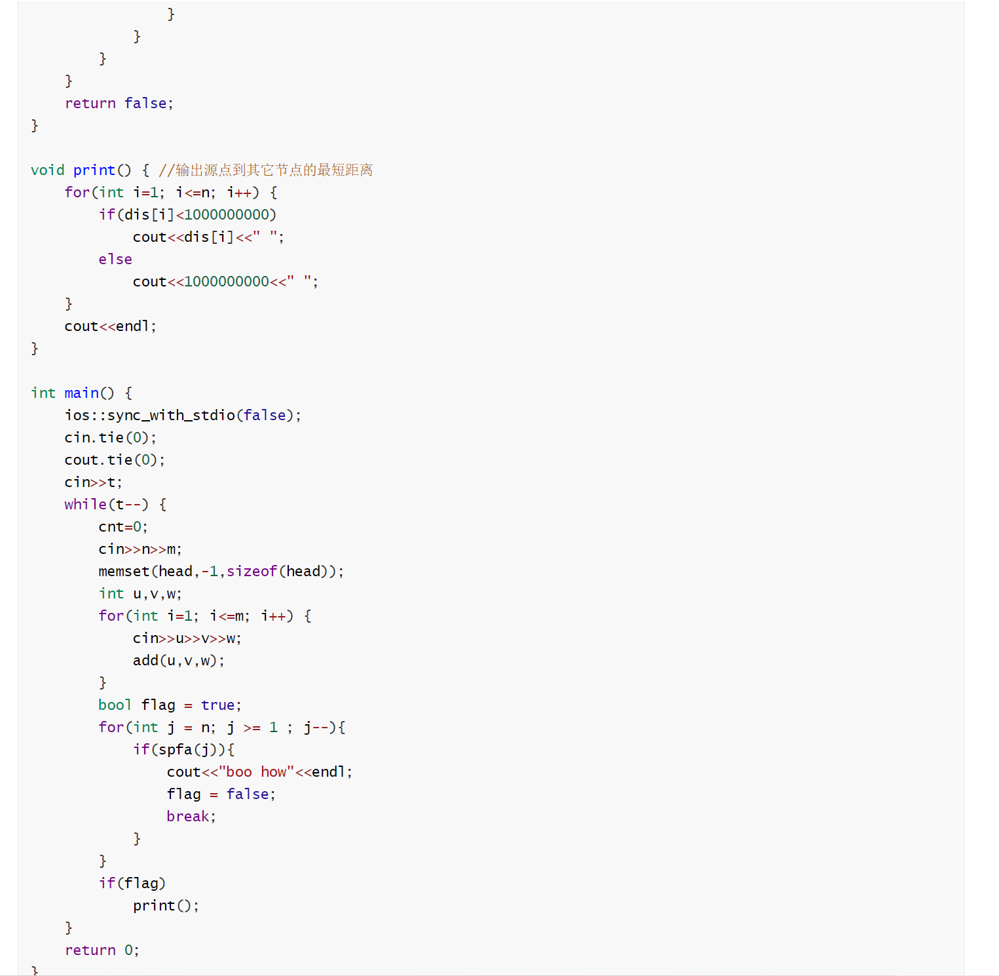 }
            }
        }
    }
    return false;
}

void print() { //输出源点到其它节点的最短距离
    for(int i=1; i<=n; i++) {
        if(dis[i]<1000000000)
            cout<<dis[i]<<" ";
        else
            cout<<1000000000<<" ";
    }
    cout<<endl;
}

int main() {
    ios::sync_with_stdio(false);
    cin.tie(0);
    cout.tie(0);
    cin>>t;
    while(t--) {
        cnt=0;
        cin>>n>>m;
        memset(head,-1,sizeof(head));
        int u,v,w;
        for(int i=1; i<=m; i++) {
            cin>>u>>v>>w;
            add(u,v,w);
        }
        bool flag = true;
        for(int j = n; j >= 1 ; j--){
            if(spfa(j)){
                cout<<"boo how"<<endl;
                flag = false;
                break;
            }
        }
        if(flag)
            print();
    }
    return 0;
}